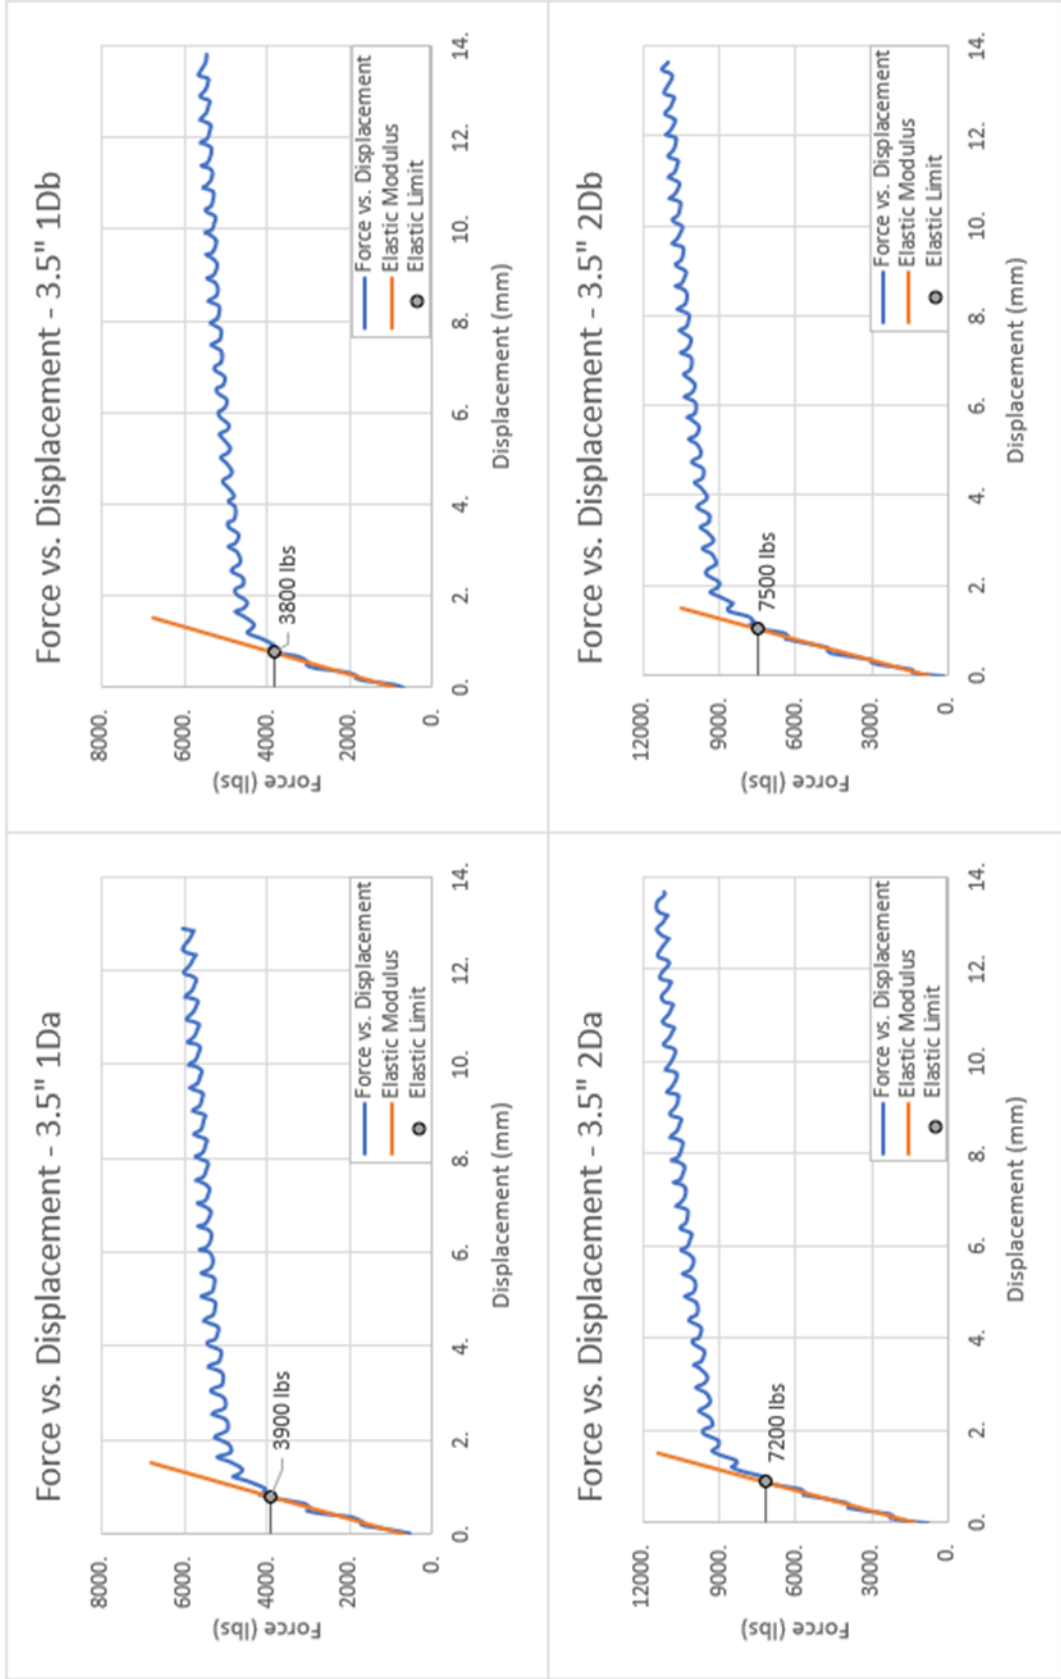 Force vs. Displacement - 3.5" 1Da
8000.
6000.
4000.
2000.
0.
Force (lbs)
3900 lbs
Force vs. Displacement
Elastic Modulus
Elastic Limit
0.
2.
4.
6.
8.
10.
12.
14.
Displacement (mm)
Force vs. Displacement - 3.5" 1Db
8000.
6000.
4000.
2000.
0.
Force (lbs)
3800 lbs
Force vs. Displacement
Elastic Modulus
Elastic Limit
0.
2.
4.
6.
8.
10.
12.
14.
Displacement (mm)
Force vs. Displacement - 3.5" 2Da
12000.
9000.
6000.
3000.
0.
Force (lbs)
7200 lbs
Force vs. Displacement
Elastic Modulus
Elastic Limit
0.
2.
4.
6.
8.
10.
12.
14.
Displacement (mm)
Force vs. Displacement - 3.5" 2Db
12000.
9000.
6000.
3000.
0.
Force (lbs)
7500 lbs
Force vs. Displacement
Elastic Modulus
Elastic Limit
0.
2.
4.
6.
8.
10.
12.
14.
Displacement (mm)